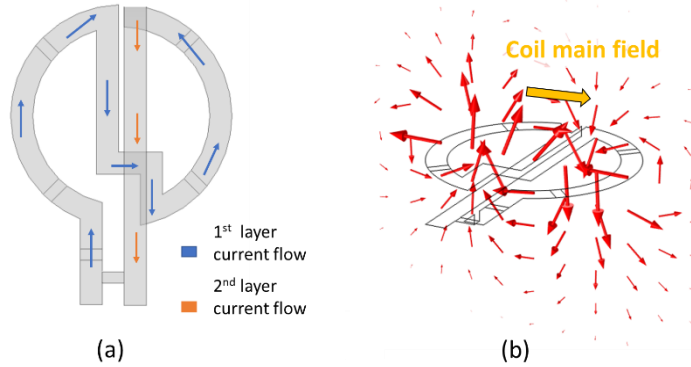 Coil main field
1st layer
current flow
2nd layer
current flow
(a)
(b)